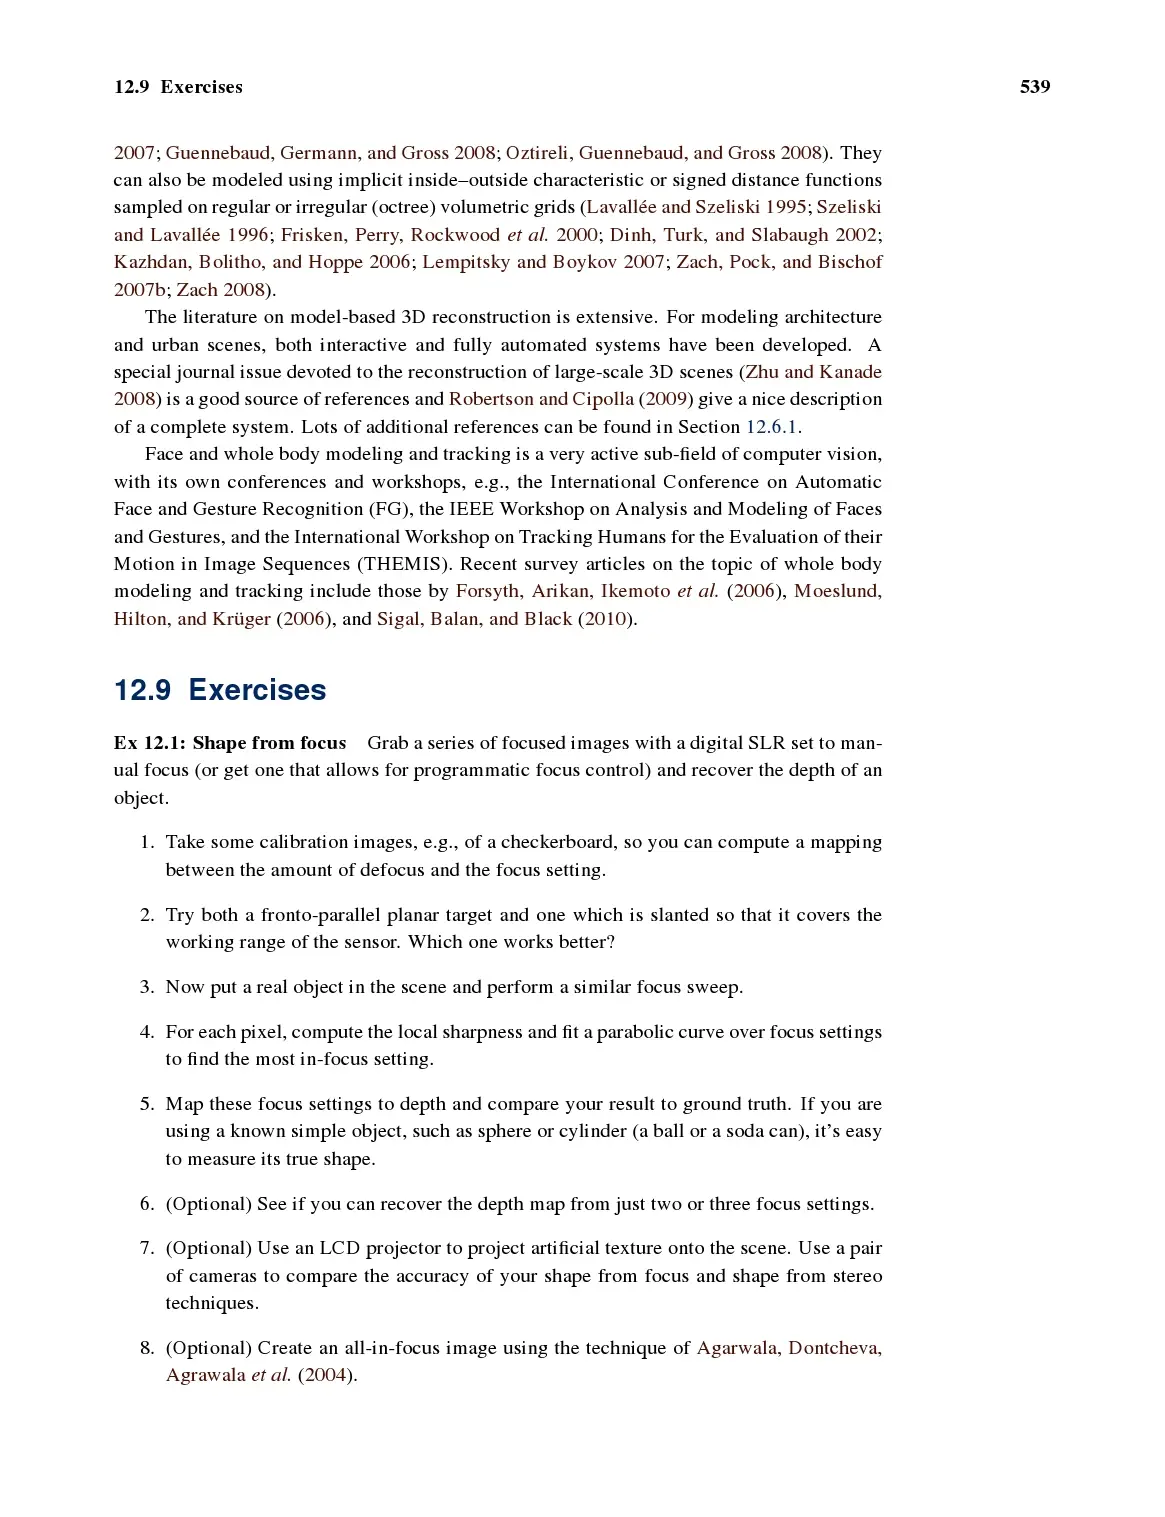 12.9 Exercises 539
2007; Guennebaud, Germann, and Gross 2008; Oztireli, Guennebaud, and Gross 2008). They
can also be modeled using implicit inside–outside characteristic or signed distance functions
sampled on regular or irregular (octree) volumetric grids (Lavallée and Szeliski 1995; Szeliski
and Lavallée 1996; Frisken, Perry, Rockwood et al. 2000; Dinh, Turk, and Slabaugh 2002;
Kazhdan, Bolitho, and Hoppe 2006; Lempitsky and Boykov 2007; Zach, Pock, and Bischof
2007b; Zach 2008).
The literature on model-based 3D reconstruction is extensive. For modeling architecture
and urban scenes, both interactive and fully automated systems have been developed. A
special journal issue devoted to the reconstruction of large-scale 3D scenes (Zhu and Kanade
2008) is a good source of references and Robertson and Cipolla (2009) give a nice description
of a complete system. Lots of additional references can be found in Section 12.6.1.
Face and whole body modeling and tracking is a very active sub-field of computer vision,
with its own conferences and workshops, e.g., the International Conference on Automatic
Face and Gesture Recognition (FG), the IEEE Workshop on Analysis and Modeling of Faces
and Gestures, and the International Workshop on Tracking Humans for the Evaluation of their
Motion in Image Sequences (THEMIS). Recent survey articles on the topic of whole body
modeling and tracking include those by Forsyth, Arikan, Ikemoto et al. (2006), Moeslund,
Hilton, and Krüger (2006), and Sigal, Balan, and Black (2010).
12.9 Exercises
Ex 12.1: Shape from focus Grab a series of focused images with a digital SLR set to man-
ual focus (or get one that allows for programmatic focus control) and recover the depth of an
object.
1. Take some calibration images, e.g., of a checkerboard, so you can compute a mapping
between the amount of defocus and the focus setting.
2. Try both a fronto-parallel planar target and one which is slanted so that it covers the
working range of the sensor. Which one works better?
3. Now put a real object in the scene and perform a similar focus sweep.
4. For each pixel, compute the local sharpness and fit a parabolic curve over focus settings
to find the most in-focus setting.
5. Map these focus settings to depth and compare your result to ground truth. If you are
using a known simple object, such as sphere or cylinder (a ball or a soda can), it's easy
to measure its true shape.
6. (Optional) See if you can recover the depth map from just two or three focus settings.
7. (Optional) Use an LCD projector to project artificial texture onto the scene. Use a pair
of cameras to compare the accuracy of your shape from focus and shape from stereo
techniques.
8. (Optional) Create an all-in-focus image using the technique of Agarwala, Dontcheva,
Agrawala et al. (2004).